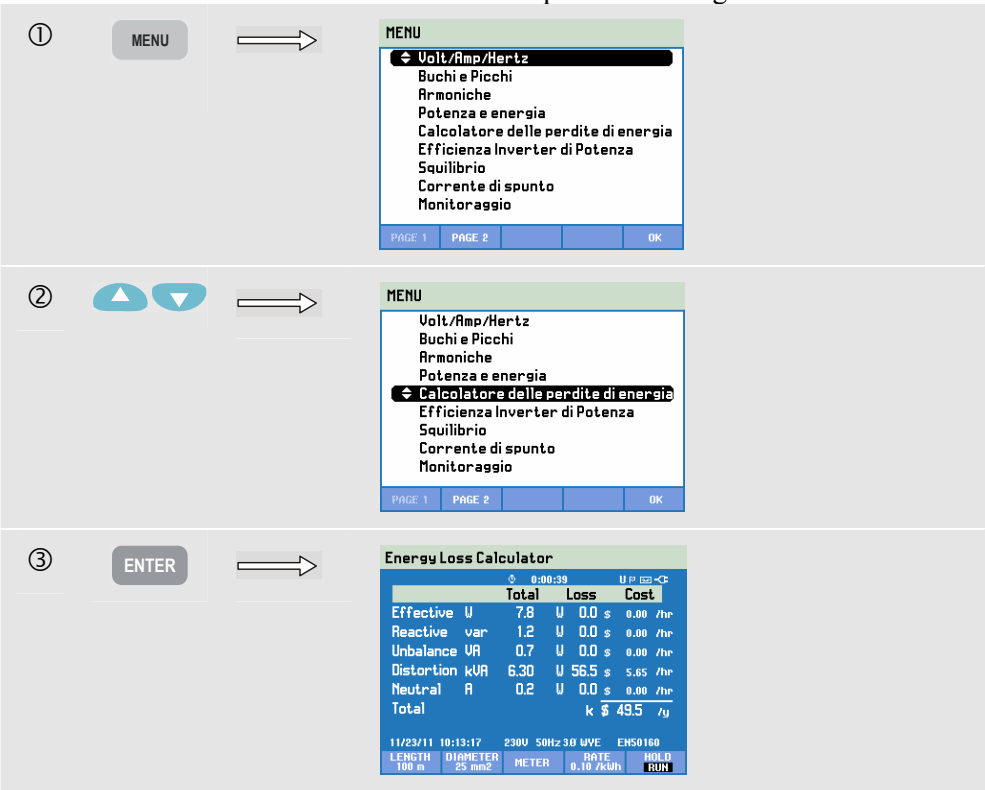 ①
MENU
MENU
Volt/Amp/Hertz
Buchi e Picchi
Armoniche
Potenza e energia
Calcolatore delle perdite di energia
Efficienza Inverter di Potenza
Squilibrio
Corrente di spunto
Monitoraggio
PAGE 1 PAGE 2 OK
②
MENU
Volt/Amp/Hertz
Buchi e Picchi
Armoniche
Potenza e energia
Calcolatore delle perdite di energia
Efficienza Inverter di Potenza
Squilibrio
Corrente di spunto
Monitoraggio
PAGE 1 PAGE 2 OK
③
ENTER
Energy Loss Calculator
0:00:39 U P
Total Loss Cost
Effective W 7.8 W 0.0 $ 0.00 /hr
Reactive var 1.2 W 0.0 $ 0.00 /hr
Unbalance VA 0.7 W 0.0 $ 0.00 /hr
Distortion kVA 6.30 W 56.5 $ 5.65 /hr
Neutral A 0.2 W 0.0 $ 0.00 /hr
Total k $ 49.5 /y
11/23/11 10:13:17 230V 50Hz 3Ø WYE EN50160
LENGTH DIAMETER METER RATE HOLD
100 m 25 mm2 0.10 /kWh RUN